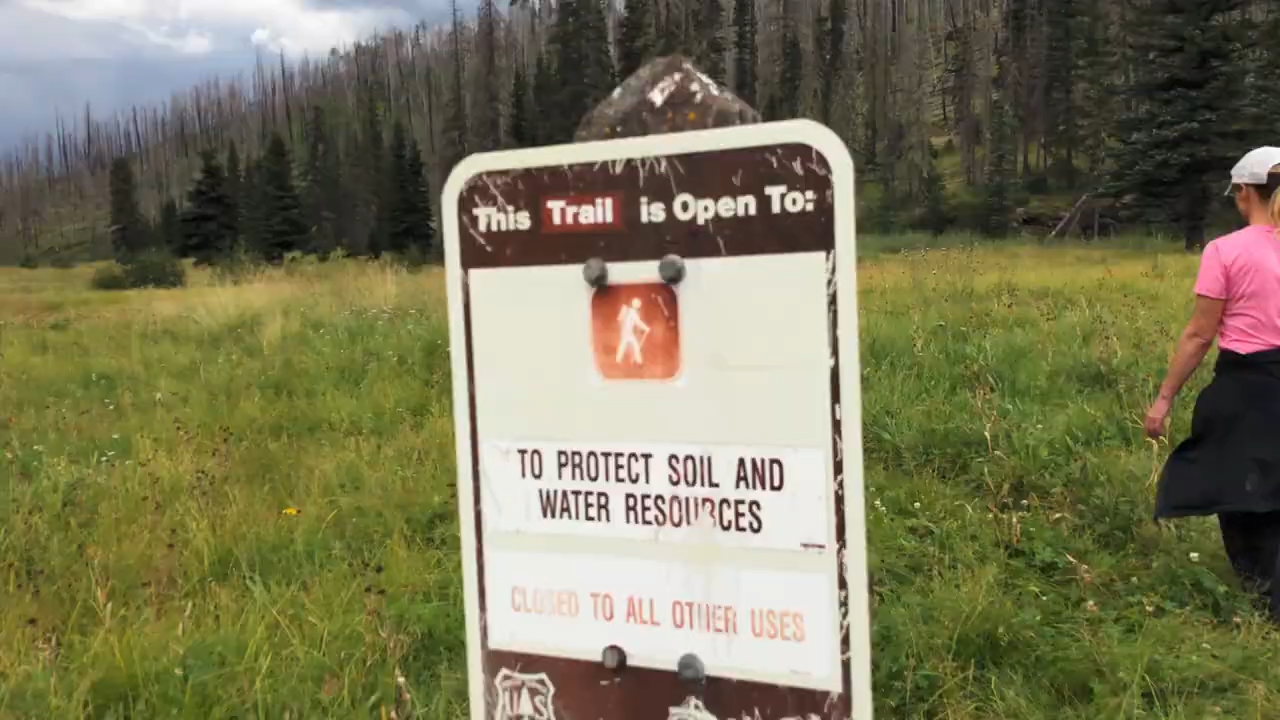 This Trail is Open To:
TO PROTECT SOIL AND
WATER RESOURCES
CLOSED TO ALL OTHER USES